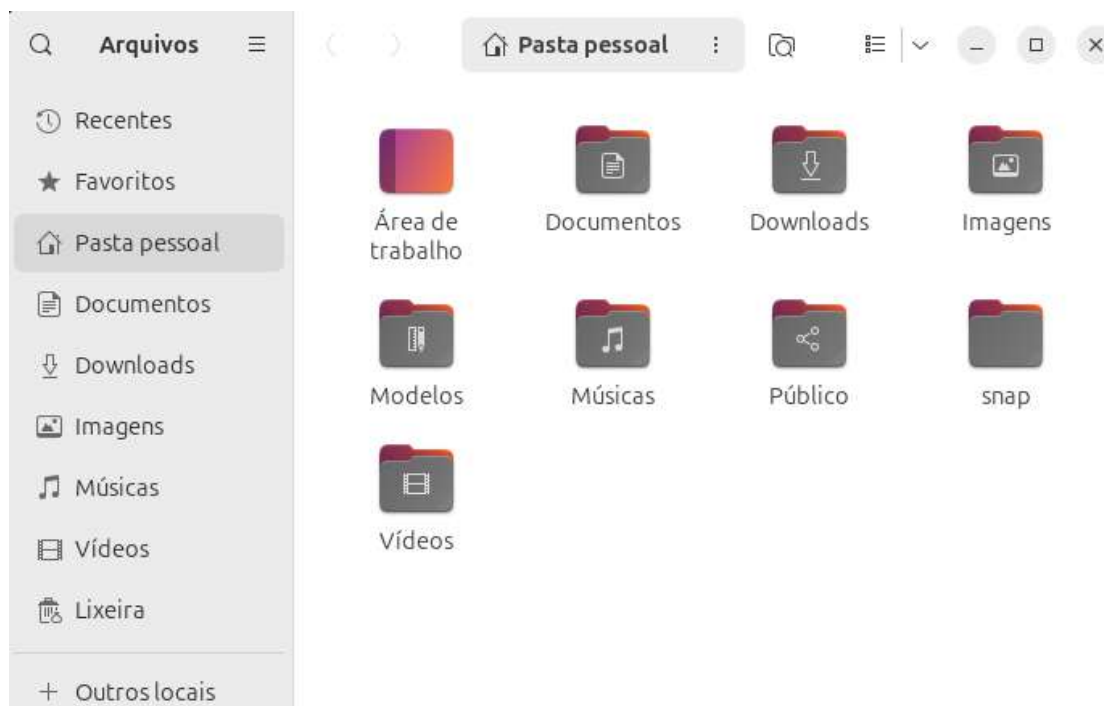 Arquivos
Pasta pessoal
Recentes
Favoritos
Pasta pessoal
Documentos
Downloads
Imagens
Músicas
Vídeos
Lixeira
Outros locais
Área de
trabalho
Documentos
Downloads
Imagens
Modelos
Músicas
Público
snap
Vídeos